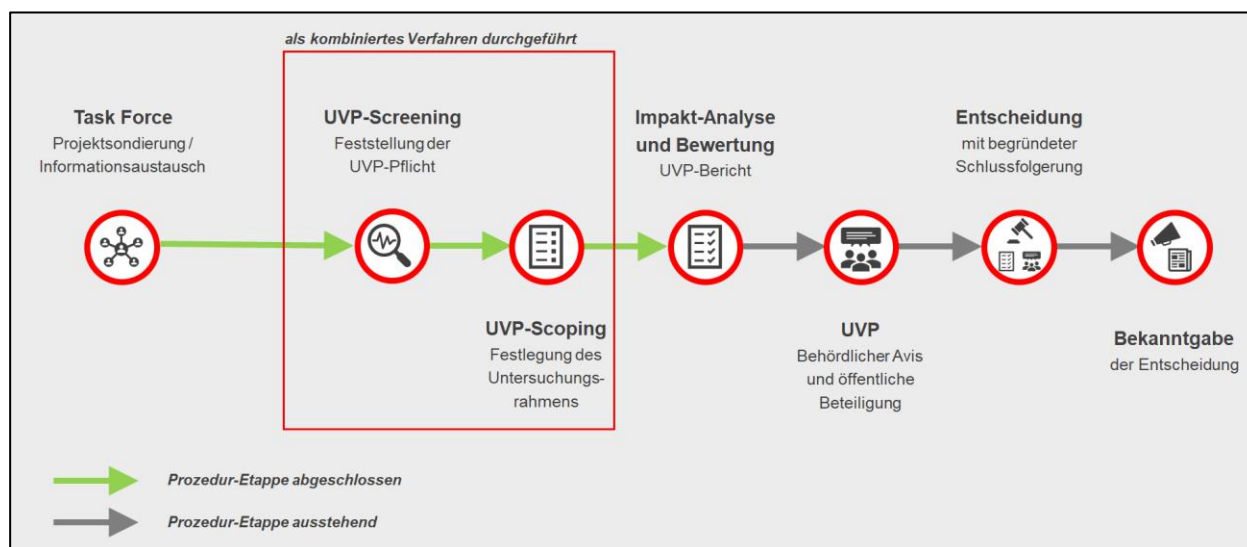 als kombiniertes Verfahren durchgeführt
Task Force
Projektsondierung /
Informationsaustausch
UVP-Screening
Feststellung der
UVP-Pflicht
UVP-Scoping
Festlegung des
Untersuchungs-
rahmens
Impakt-Analyse
und Bewertung
UVP-Bericht
UVP
Behördlicher Avis
und öffentliche
Beteiligung
Entscheidung
mit begründeter
Schlussfolgerung
Bekanntgabe
der Entscheidung
Prozedur-Etappe abgeschlossen
Prozedur-Etappe ausstehend